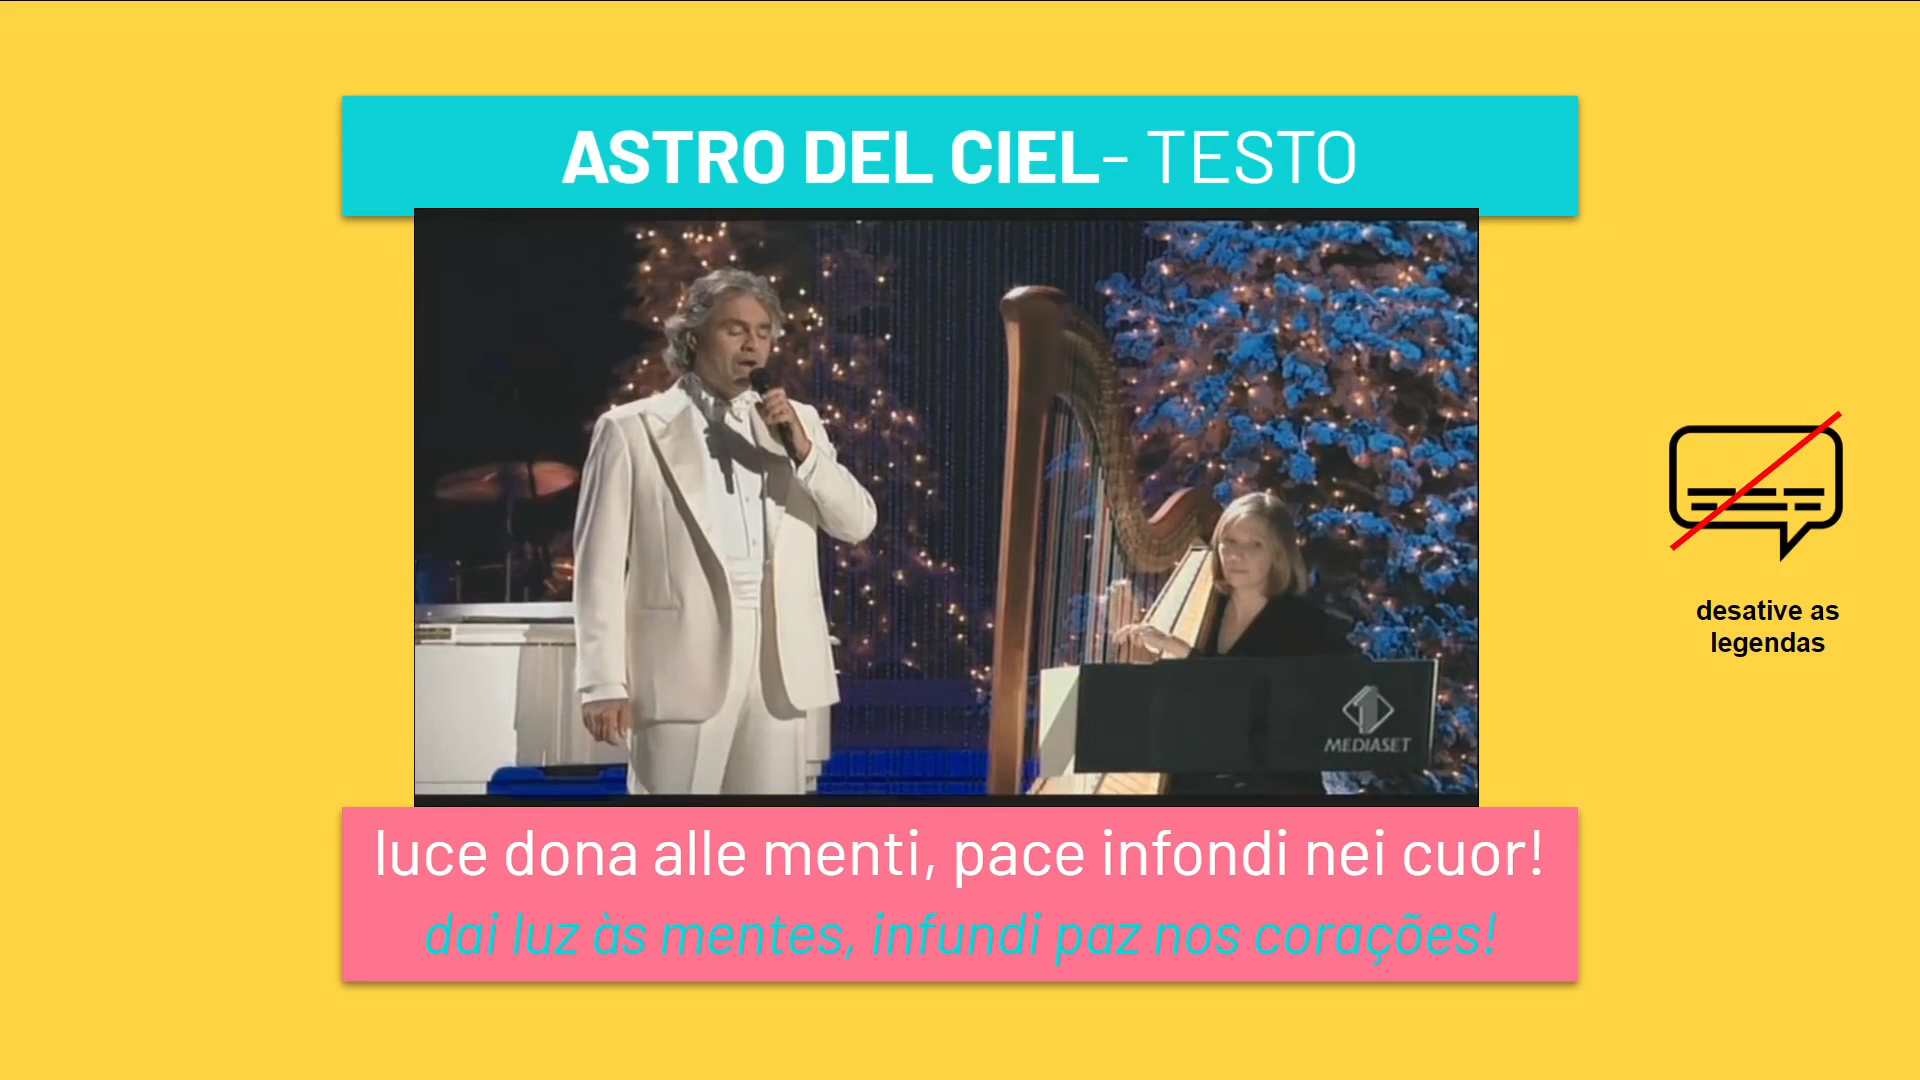 ASTRO DEL CIEL- TESTO
1
MEDIASET
desative as
legendas
luce dona alle menti, pace infondi nei cuor!
dai luz às mentes, infundi paz nos corações!